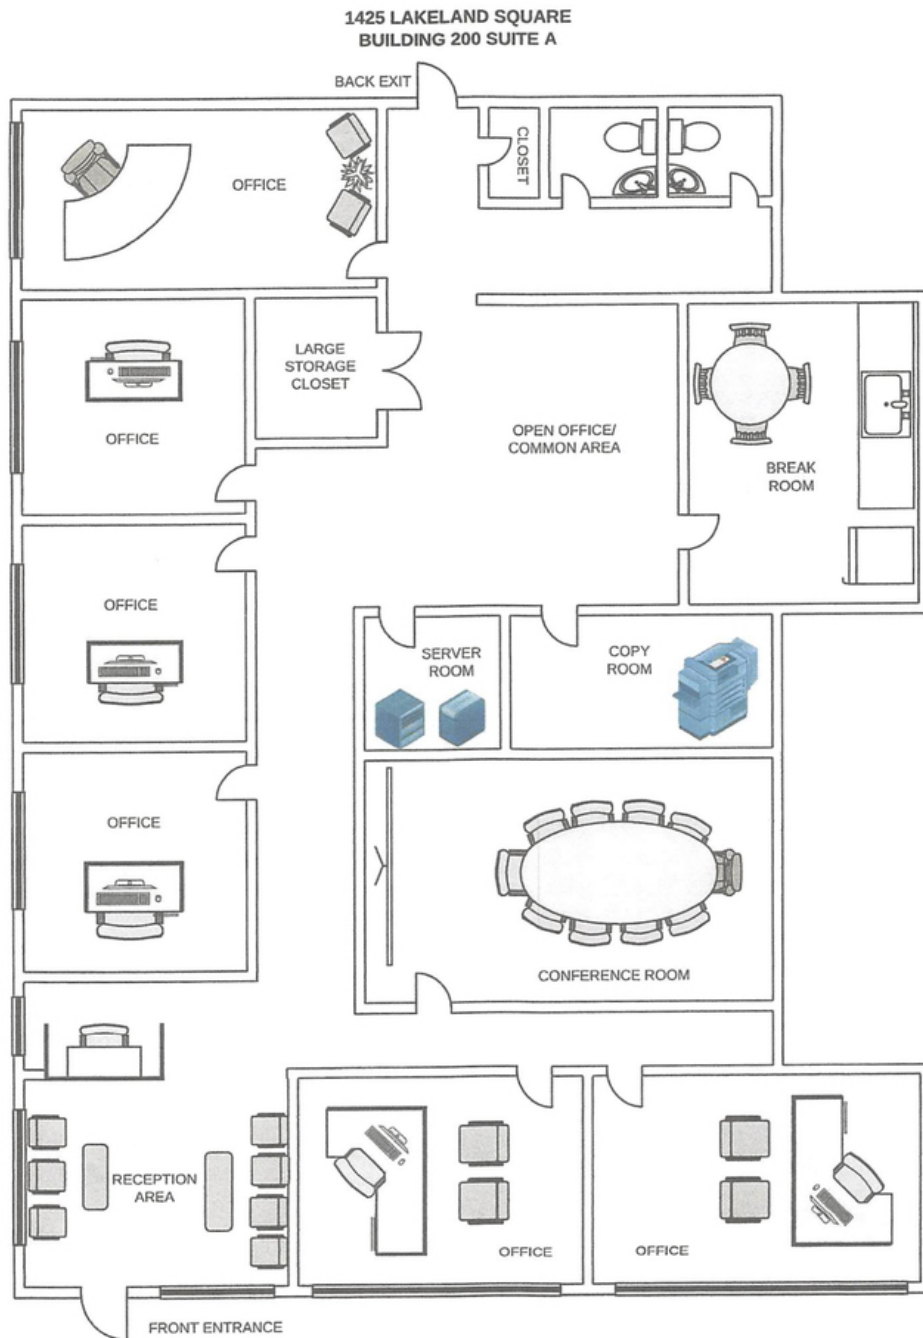 1425 LAKELAND SQUARE
BUILDING 200 SUITE A
BACK EXIT
CLOSET
OFFICE
LARGE
STORAGE
CLOSET
OFFICE
OPEN OFFICE/
COMMON AREA
BREAK
ROOM
OFFICE
SERVER
ROOM
COPY
ROOM
OFFICE
CONFERENCE ROOM
RECEPTION
AREA
OFFICE
OFFICE
FRONT ENTRANCE